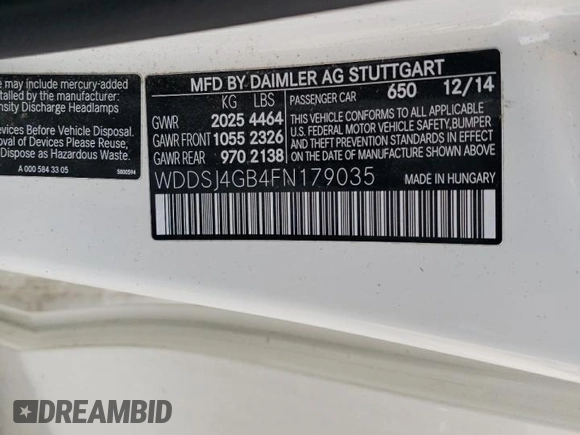 e may include mercury-added
stalled by the manufacturer:
nsity Discharge Headlamps
evices Before Vehicle Disposal.
moval of Devices Please Reuse,
se as Hazardous Waste.
A 000 584 33 05
5800594
MFD BY DAIMLER AG STUTTGART
KG LBS
GVWR 2025 4464
GAWR FRONT 1055 2326
GAWR REAR 970 2138
PASSENGER CAR 650 12/14
THIS VEHICLE CONFORMS TO ALL APPLICABLE
U.S. FEDERAL MOTOR VEHICLE SAFETY, BUMPER
AND THEFT PREVENTION STANDARDS IN EFFECT
ON THE DATE OF MANUFACTURE SHOWN ABOVE.
WDDSJ4GB4FN179035
MADE IN HUNGARY
DREAMBID